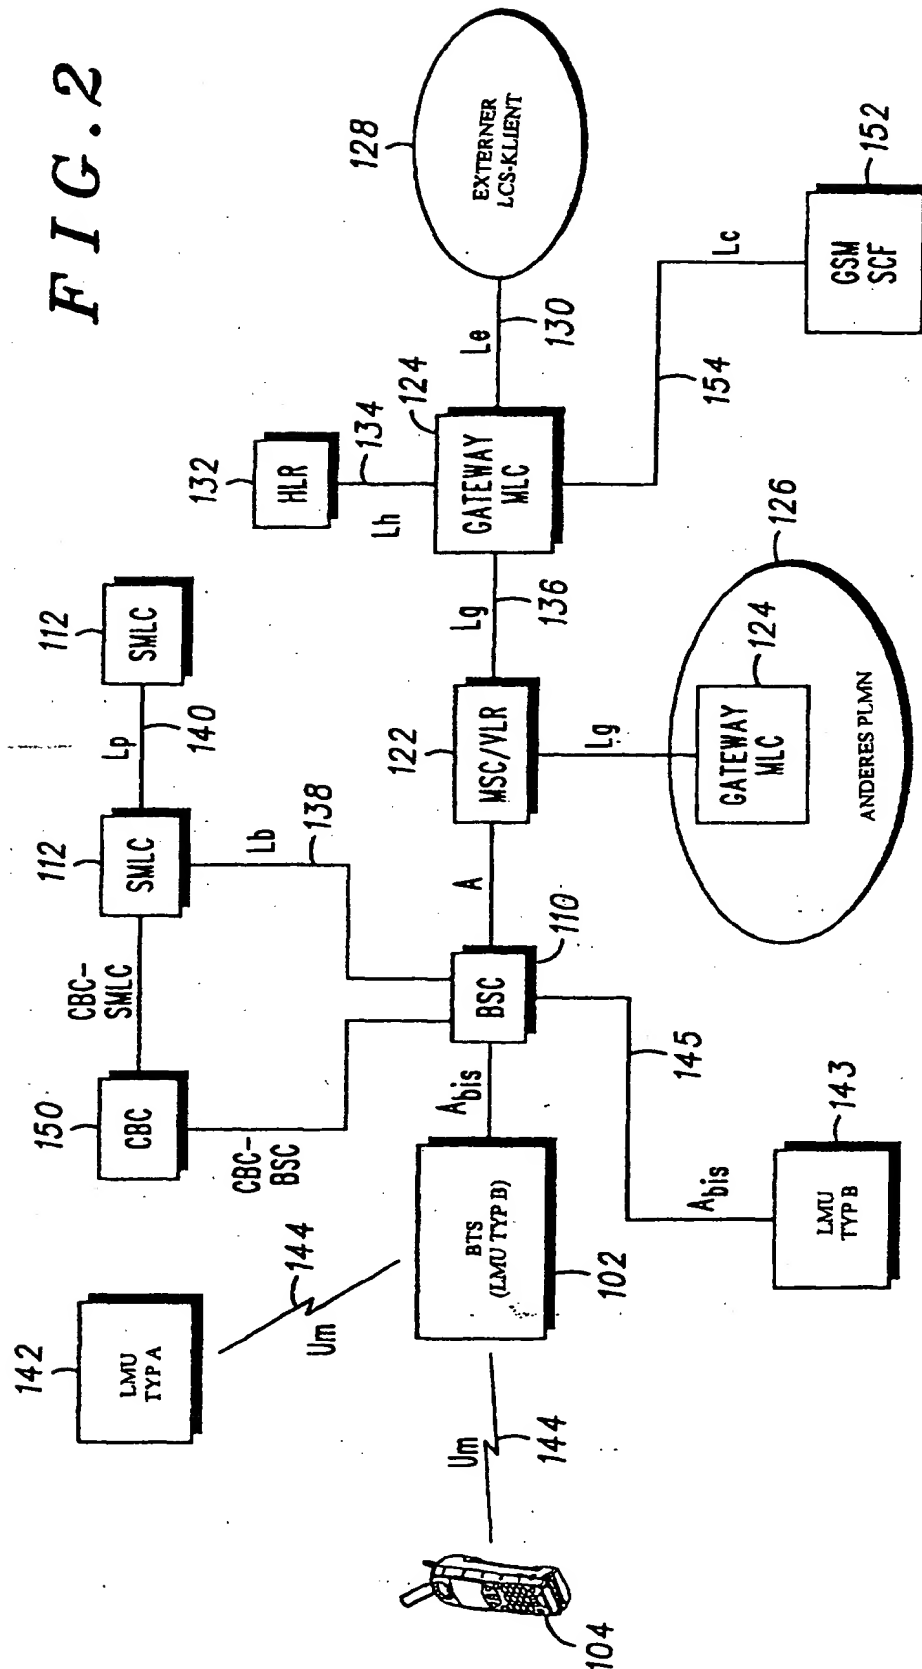 FIG.2
142
LMU
TYP A
144
Um
150
CBC
CBC-
SMLC
112
SMLC
Lp
140
112
SMLC
CBC-
BSC
Lb
138
132
HLR
Lh
134
104
Um
144
BTS
(LMU TYP B)
102
Abis
BSC
110
A
122
MSC/VLR
Lg
136
GATEWAY
MLC
124
Le
130
128
EXTERNER
LCS-KLIENT
Abis
145
LMU
TYP B
143
Lg
GATEWAY
MLC
124
126
ANDERES PLMN
154
Lc
GSM
SCF
152